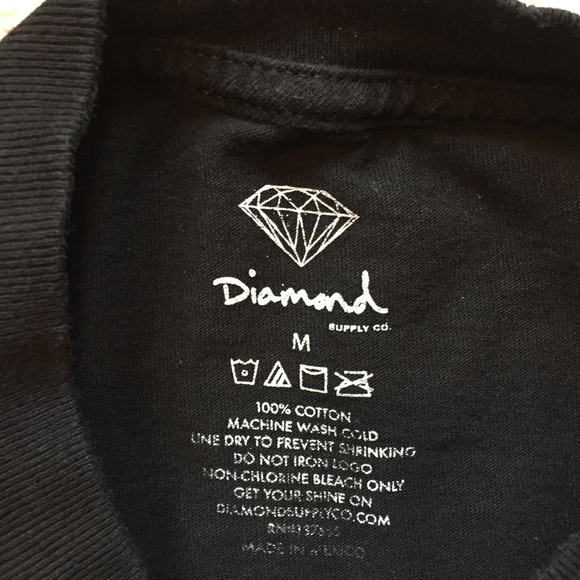 Diamond
SUPPLY CO.
M
100% COTTON
MACHINE WASH COLD
LINE DRY TO PREVENT SHRINKING
DO NOT IRON LOGO
NON-CHLORINE BLEACH ONLY
GET YOUR SHINE ON
DIAMONDSUPPLYCO.COM
MADE IN MEXICO